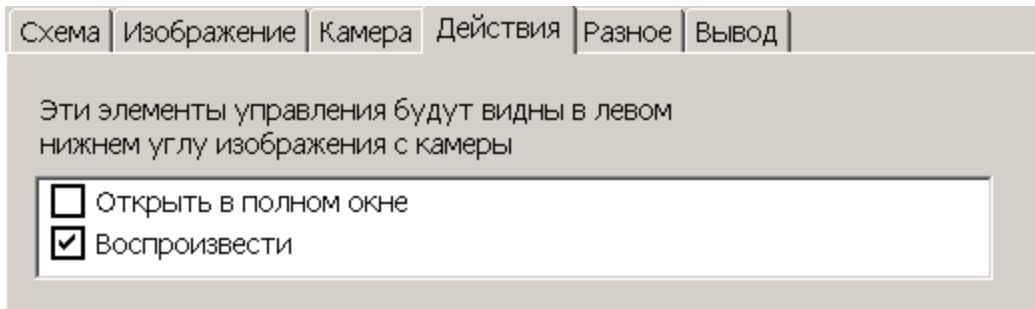 Схема Изображение Камера Действия Разное Вывод
Эти элементы управления будут видны в левом
нижнем углу изображения с камеры
Открыть в полном окне
Воспроизвести